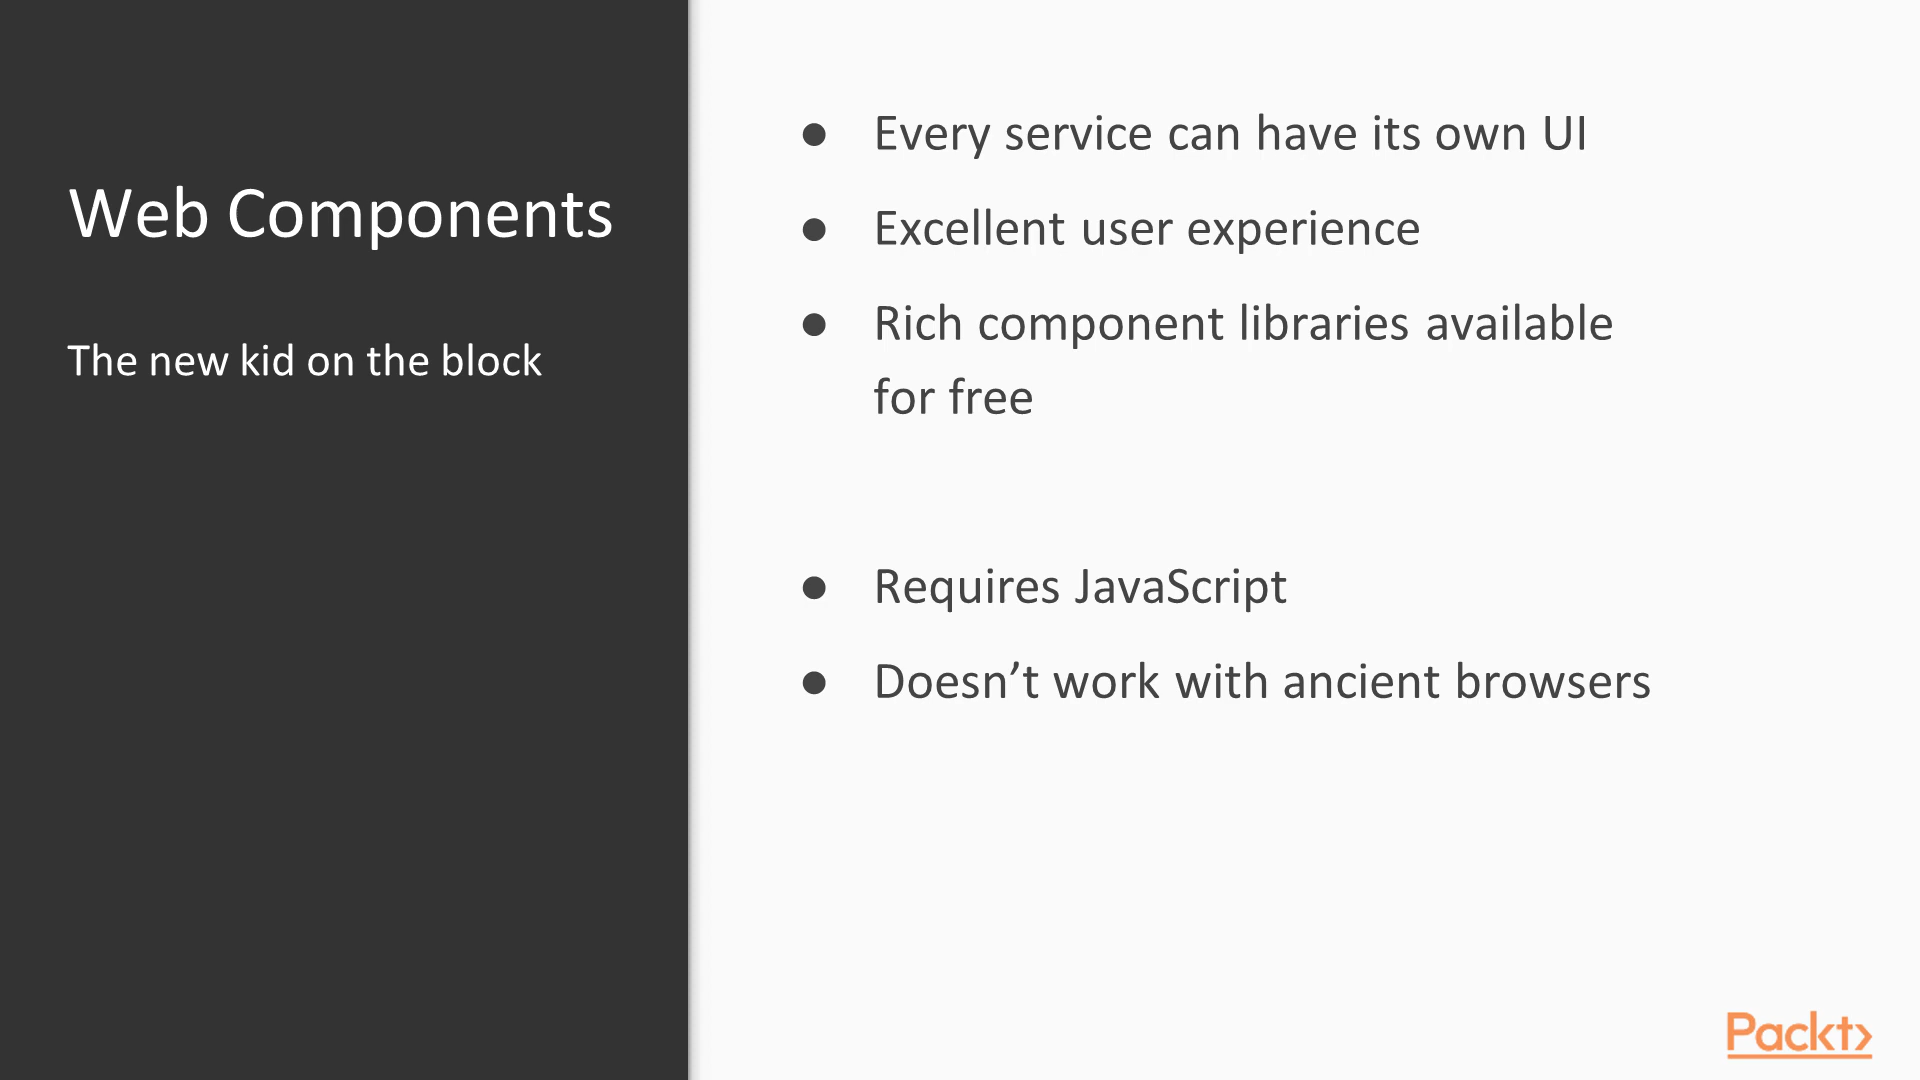 Web Components
The new kid on the block
● Every service can have its own UI
● Excellent user experience
● Rich component libraries available
for free
● Requires JavaScript
● Doesn’t work with ancient browsers
Packt>